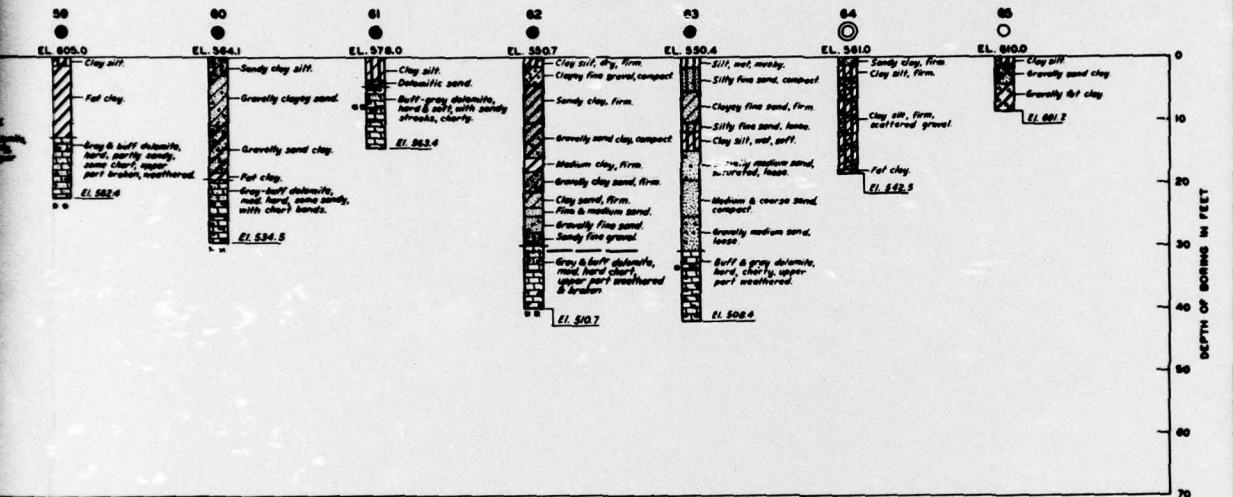 59
EL. 605.0
Clay silt.
Fat clay.
Gray & buff dolomite,
hard, partly sandy,
some chert, upper
part broken, weathered.
El. 582.4
60
EL. 564.1
Sandy clay silt.
Gravelly clayey sand.
Gravelly sand clay.
Fat clay.
Gray-buff dolomite,
mod. hard, some sandy,
with chert bands.
El. 534.5
61
EL. 578.0
Clay silt.
Dolomitic sand.
Buff-gray dolomite,
hard & soft, with sandy
streaks, cherty.
El. 563.4
62
EL. 550.7
Clay silt, dry, firm.
Clayey fine gravel, compact.
Sandy clay, firm.
Gravelly sand clay, compact.
Medium clay, firm.
Gravelly clay sand, firm.
Clay sand, firm.
Fine & medium sand.
Gravelly fine sand.
Sandy fine gravel.
Gray & buff dolomite,
mod. hard chert,
upper part weathered
& broken.
El. 510.7
63
EL. 550.4
Silt, wet, mushy.
Silty fine sand, compact.
Clayey fine sand, firm.
Silty fine sand, loose.
Clay silt, wet, soft.
Gravelly medium sand,
saturated, loose.
Medium & coarse sand,
compact.
Gravelly medium sand,
loose.
Buff & gray dolomite,
hard, cherty, upper
part weathered.
El. 508.4
64
EL. 561.0
Sandy clay, firm.
Clay silt, firm.
Clay silt, firm,
scattered gravel.
Fat clay.
El. 542.5
65
EL. 610.0
Clay silt.
Gravelly sand clay
Gravelly fat clay
El. 601.2
0
10
20
30
40
50
60
70
DEPTH OF BORING IN FEET